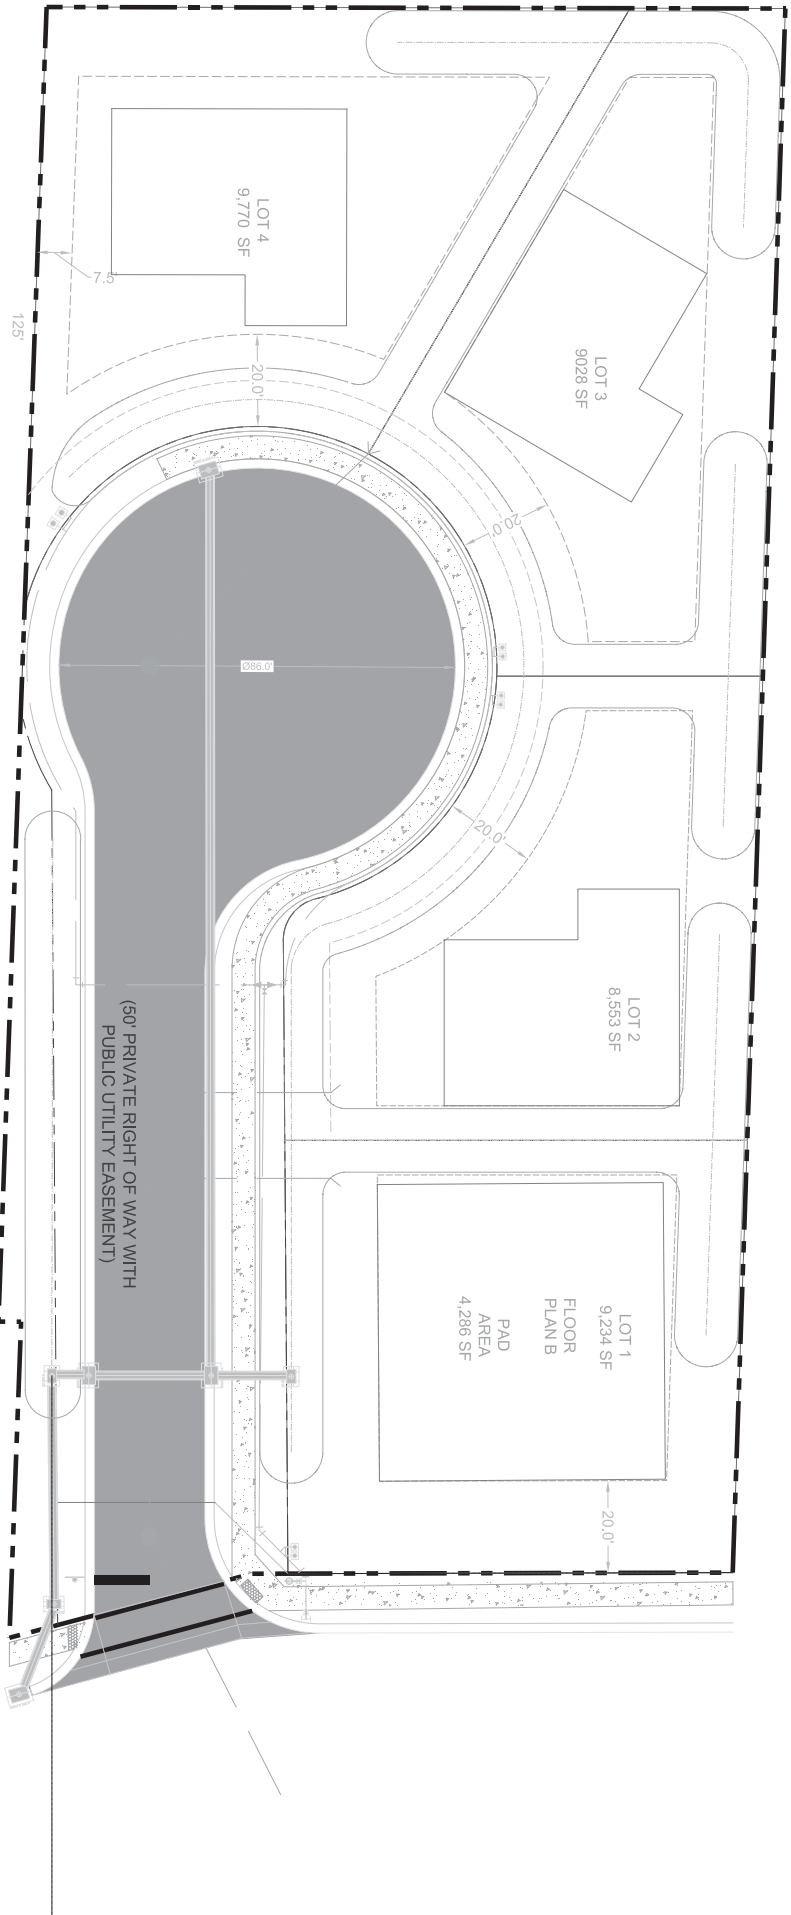 LOT 4
9,770 SF
7.5'
125'
20.0'
LOT 3
9028 SF
20.0'
Ø86.0'
20.0'
LOT 2
8,553 SF
(50' PRIVATE RIGHT OF WAY WITH
PUBLIC UTILITY EASEMENT)
LOT 1
9,234 SF
FLOOR
PLAN B
PAD
AREA
4,286 SF
20.0'